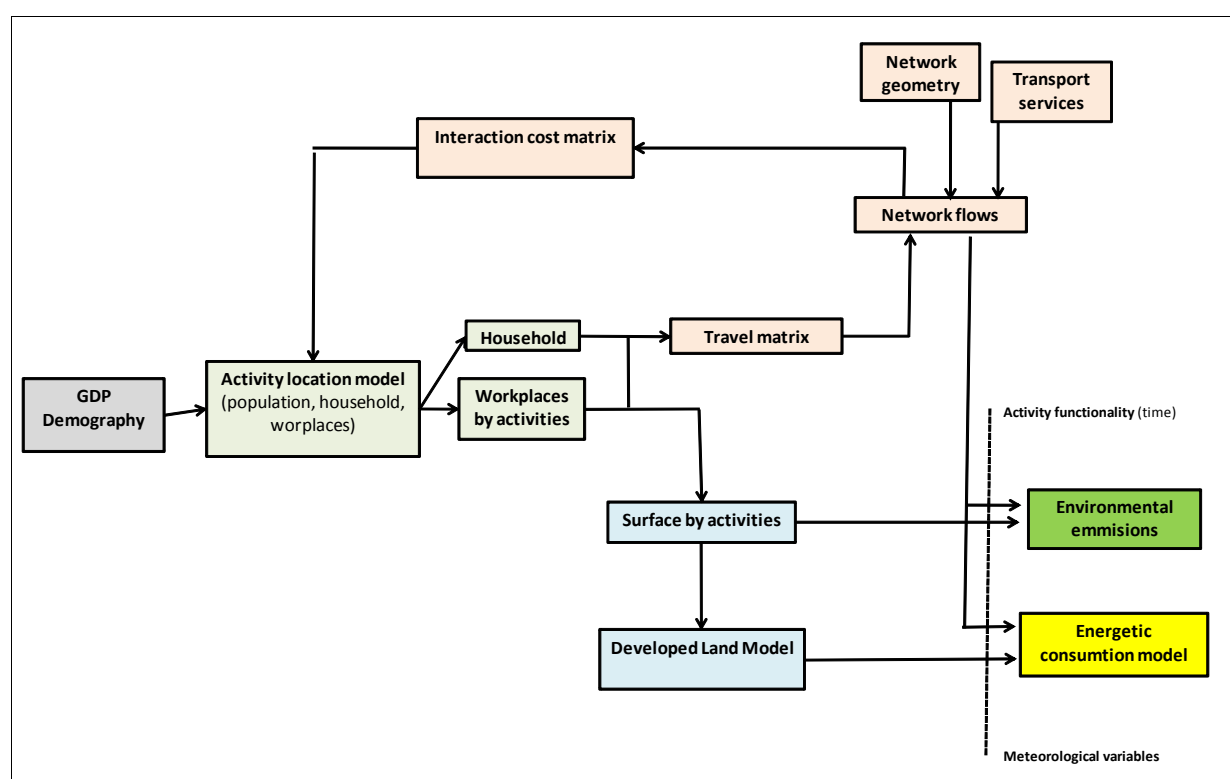 Network
geometry
Transport
services
Interaction cost matrix
Network flows
Household
Travel matrix
Activity location model
(population, household,
worplaces)
GDP
Demography
Workplaces
by activities
Activity functionality (time)
Surface by activities
Environmental
emmisions
Developed Land Model
Energetic
consumtion model
Meteorological variables